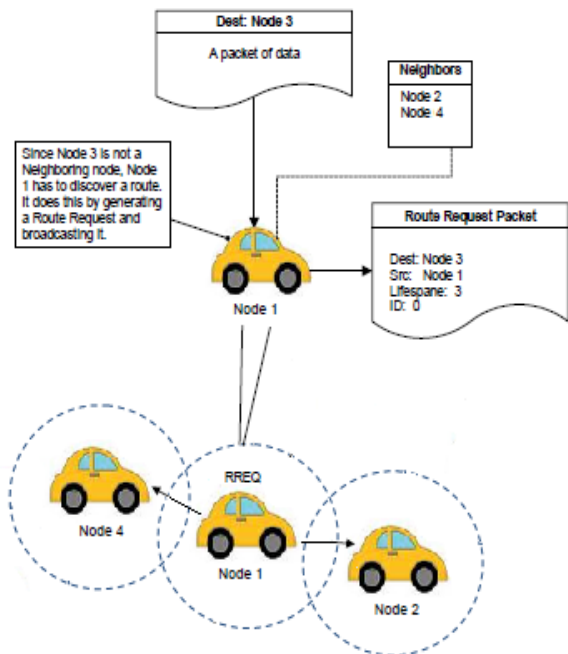 Dest: Node 3
A packet of data
Neighbors
Node 2
Node 4
Since Node 3 is not a
Neighboring node, Node
1 has to discover a route.
It does this by generating
a Route Request and
broadcasting it.
Route Request Packet
Dest: Node 3
Src: Node 1
Lifespane: 3
ID: 0
Node 1
RREQ
Node 4
Node 1
Node 2